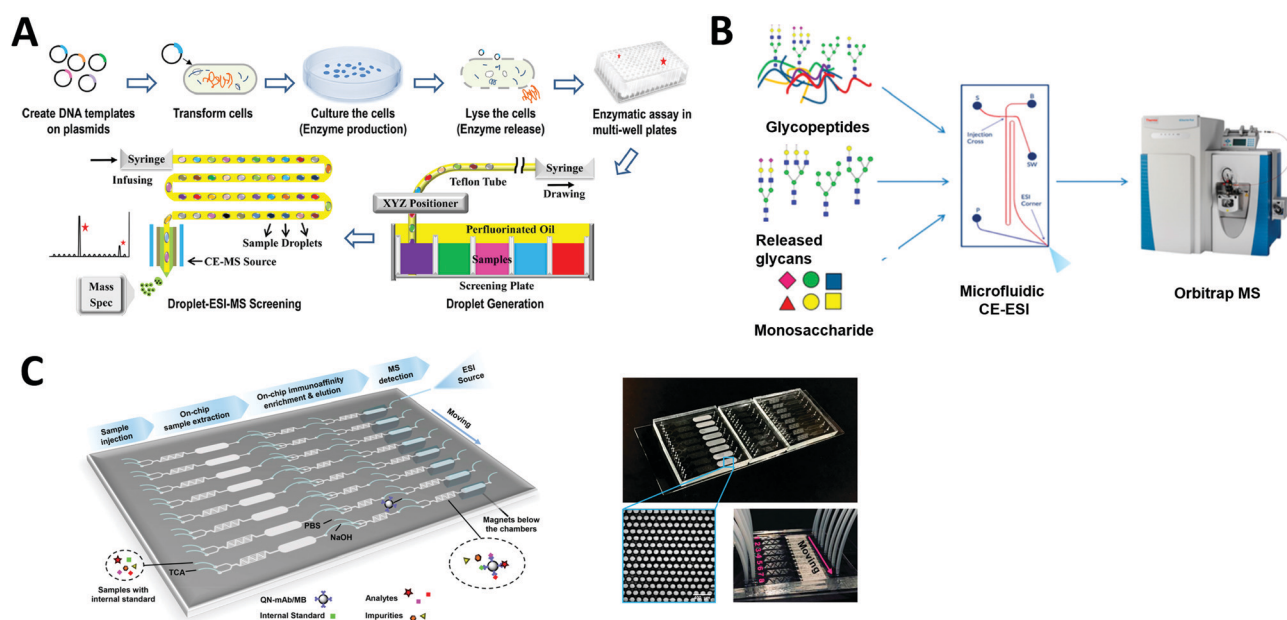 A
Create DNA templates
on plasmids
Transform cells
Culture the cells
(Enzyme production)
Lyse the cells
(Enzyme release)
Enzymatic assay in
multi-well plates
Syringe
Infusing
Sample Droplets
CE-MS Source
Mass
Spec
Droplet-ESI-MS Screening
Teflon Tube
Syringe
Drawing
XYZ Positioner
Perfluorinated Oil
Samples
Screening Plate
Droplet Generation
B
Glycopeptides
Released
glycans
Monosaccharide
S
B
Injection
Cross
SW
P
ESI
Corner
Microfluidic
CE-ESI
Orbitrap MS
C
Sample
injection
On-chip
sample extraction
On-chip immunoaffinity
enrichment & elution
MS
detection
ESI
Source
Moving
PBS
NaOH
TCA
Magnets below
the chambers
Samples with
internal standard
QN-mAb/MB
Analytes
Internal Standard
Impurities
Moving
12345678